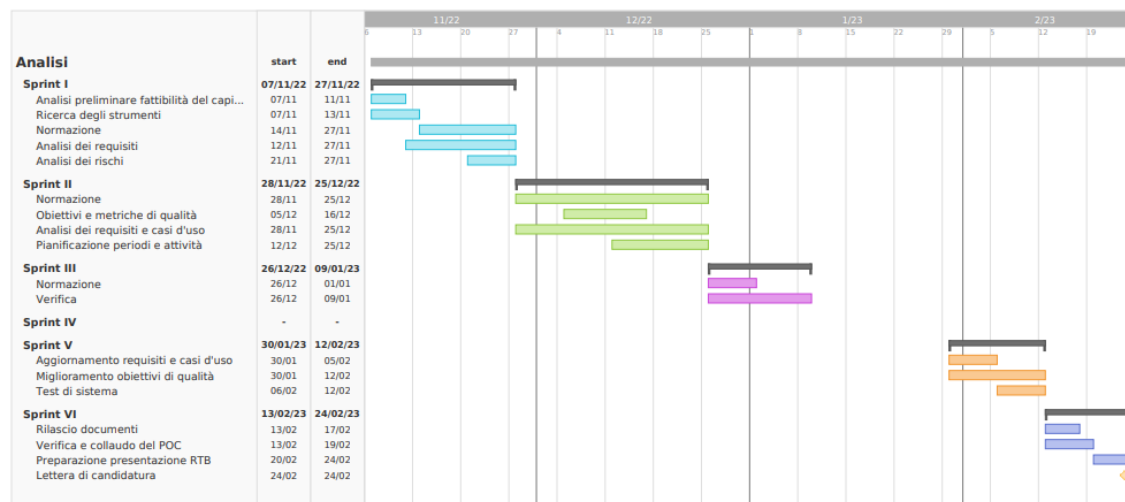 11/22 12/22 1/23 2/23
6 13 20 27 4 11 18 25 1 8 15 22 29 5 12 19
Analisi start end
Sprint I 07/11/22 27/11/22
Analisi preliminare fattibilità del capi... 07/11 11/11
Ricerca degli strumenti 07/11 13/11
Normazione 14/11 27/11
Analisi dei requisiti 12/11 27/11
Analisi dei rischi 21/11 27/11
Sprint II 28/11/22 25/12/22
Normazione 28/11 25/12
Obiettivi e metriche di qualità 05/12 16/12
Analisi dei requisiti e casi d'uso 28/11 25/12
Pianificazione periodi e attività 12/12 25/12
Sprint III 26/12/22 09/01/23
Normazione 26/12 01/01
Verifica 26/12 09/01
Sprint IV - -
Sprint V 30/01/23 12/02/23
Aggiornamento requisiti e casi d'uso 30/01 05/02
Miglioramento obiettivi di qualità 30/01 12/02
Test di sistema 06/02 12/02
Sprint VI 13/02/23 24/02/23
Rilascio documenti 13/02 17/02
Verifica e collaudo del POC 13/02 19/02
Preparazione presentazione RTB 20/02 24/02
Lettera di candidatura 24/02 24/02